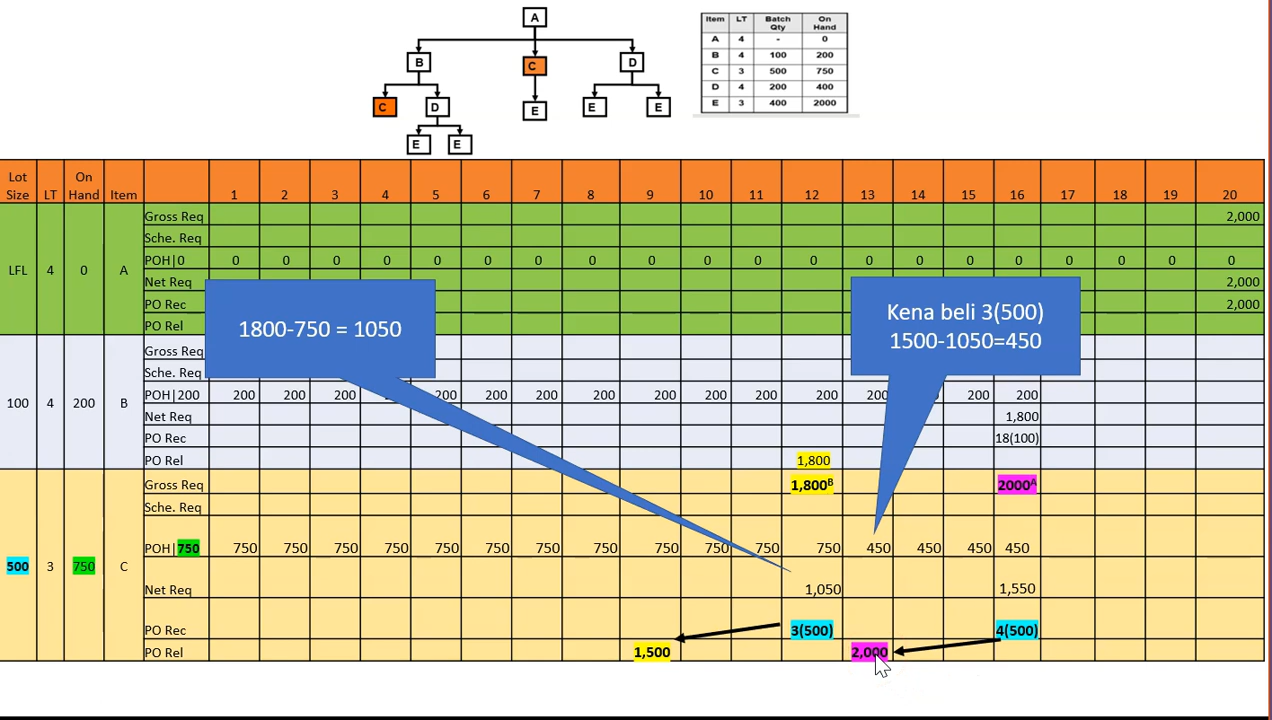 A
B
C
D
C
D
E
E
E
E
E
Item LT Batch Qty On Hand
A 4 - 0
B 4 100 200
C 3 500 750
D 4 200 400
E 3 400 2000
Lot Size LT On Hand Item 1 2 3 4 5 6 7 8 9 10 11 12 13 14 15 16 17 18 19 20
LFL 4 0 A
Gross Req 2,000
Sche. Req
POH|0 0 0 0 0 0 0 0 0 0 0 0 0 0 0 0 0 0 0 0 0
Net Req 2,000
PO Rec 2,000
PO Rel
1800-750 = 1050
Kena beli 3(500)
1500-1050=450
100 4 200 B
Gross Req
Sche. Req
POH|200 200 200 200 200 200 200 200 200 200 200 200 200 200 200 15 200
Net Req 1,800
PO Rec 18(100)
PO Rel 1,800
500 3 750 C
Gross Req 1,800ᴮ 2000ᴬ
Sche. Req
POH|750 750 750 750 750 750 750 750 750 750 750 750 750 450 450 450 450
Net Req 1,050 1,550
PO Rec 3(500) 4(500)
PO Rel 1,500 2,000